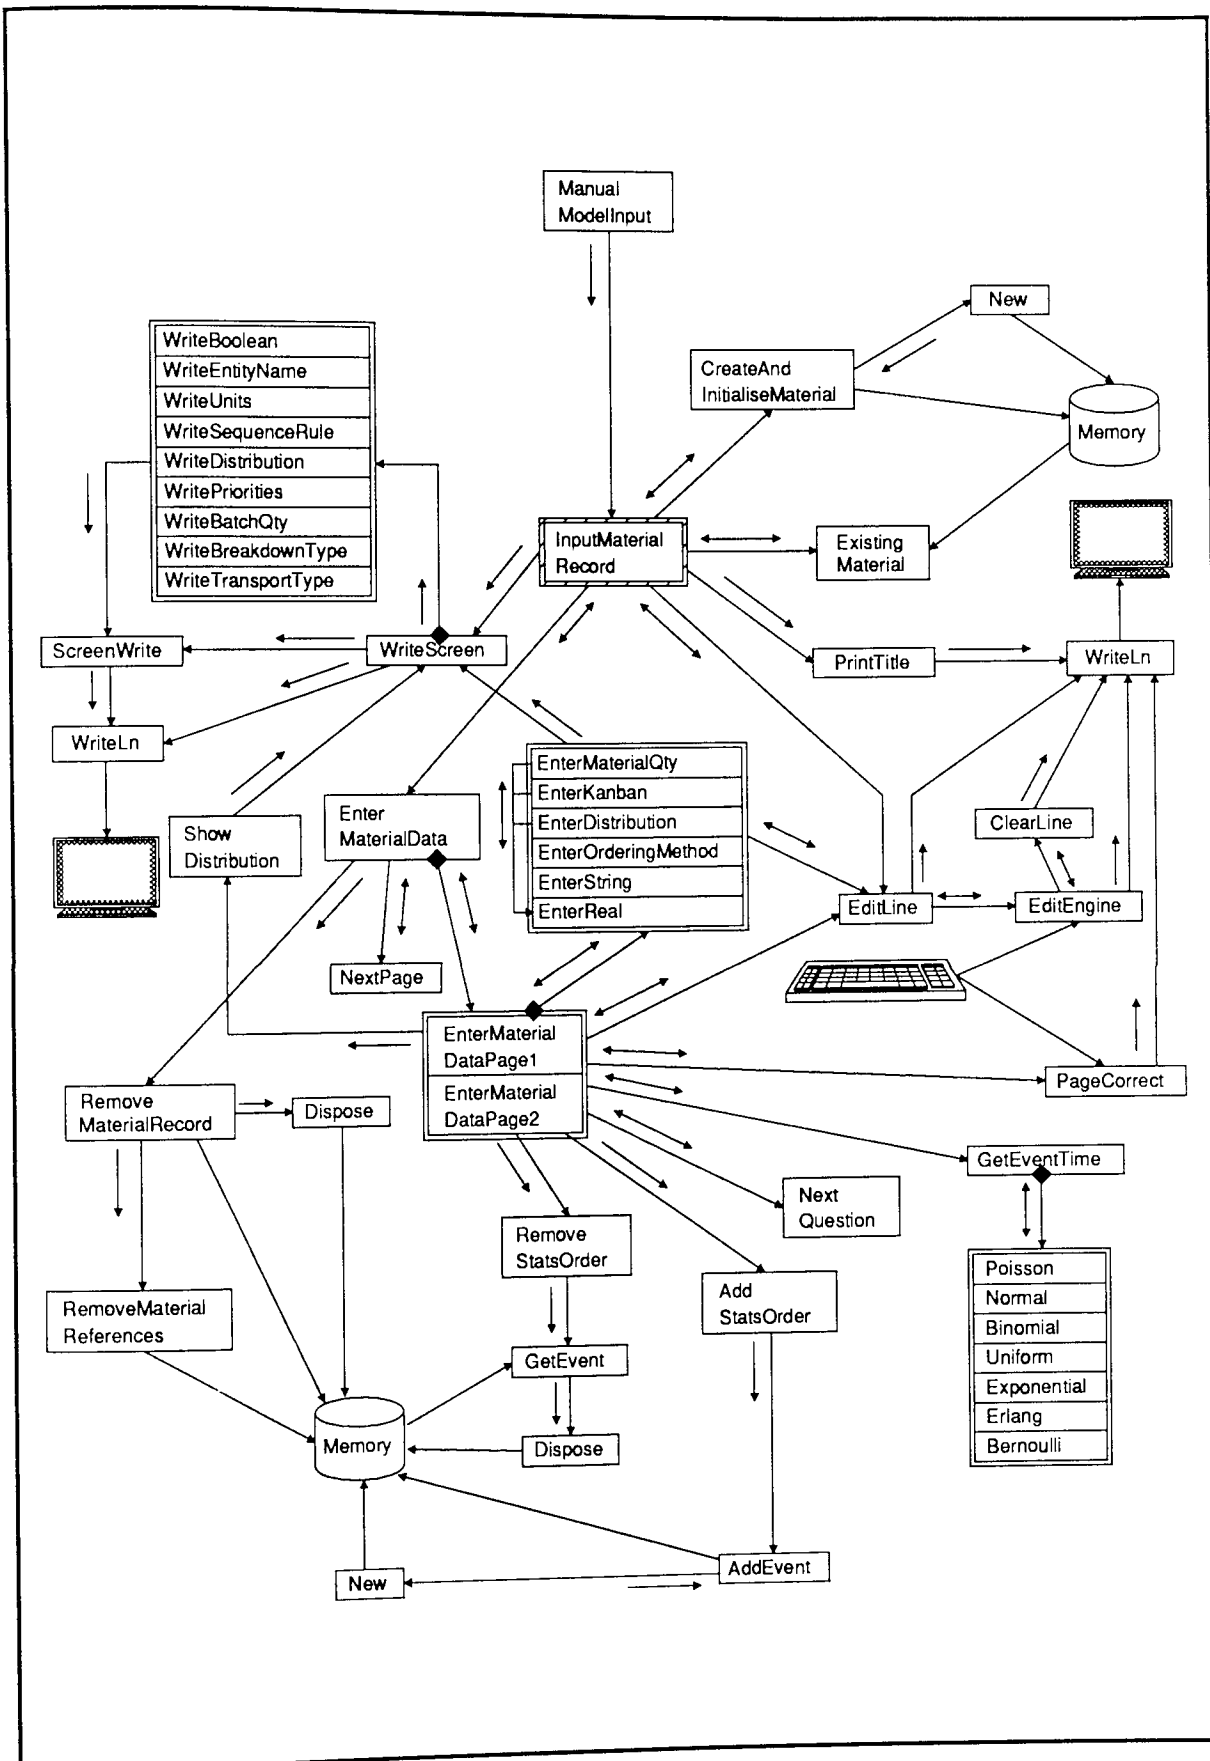 Manual
ModelInput
New
CreateAnd
InitialiseMaterial
Memory
WriteBoolean
WriteEntityName
WriteUnits
WriteSequenceRule
WriteDistribution
WritePriorities
WriteBatchQty
WriteBreakdownType
WriteTransportType
InputMaterial
Record
Existing
Material
ScreenWrite
WriteScreen
PrintTitle
WriteLn
WriteLn
EnterMaterialQty
EnterKanban
EnterDistribution
EnterOrderingMethod
EnterString
EnterReal
Enter
MaterialData
Show
Distribution
ClearLine
EditLine
EditEngine
NextPage
EnterMaterial
DataPage1
EnterMaterial
DataPage2
PageCorrect
Remove
MaterialRecord
Dispose
GetEventTime
Next
Question
Remove
StatsOrder
Add
StatsOrder
Poisson
Normal
Binomial
Uniform
Exponential
Erlang
Bernoulli
RemoveMaterial
References
GetEvent
Memory
Dispose
New
AddEvent